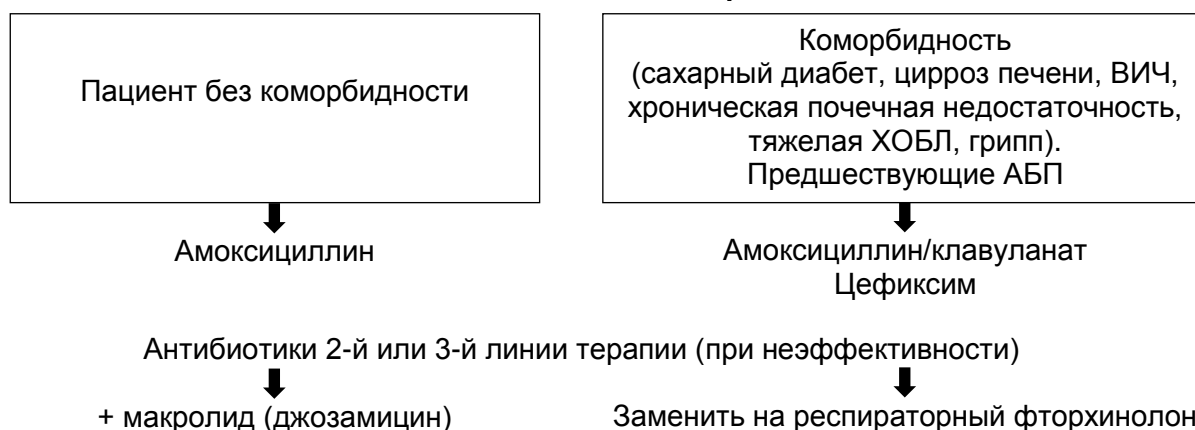 Пациент без коморбидности
Коморбидность
(сахарный диабет, цирроз печени, ВИЧ,
хроническая почечная недостаточность,
тяжелая ХОБЛ, грипп).
Предшествующие АБП
Амоксициллин
Амоксициллин/клавуланат
Цефиксим
Антибиотики 2-й или 3-й линии терапии (при неэффективности)
+ макролид (джозамицин)
Заменить на респираторный фторхинолон